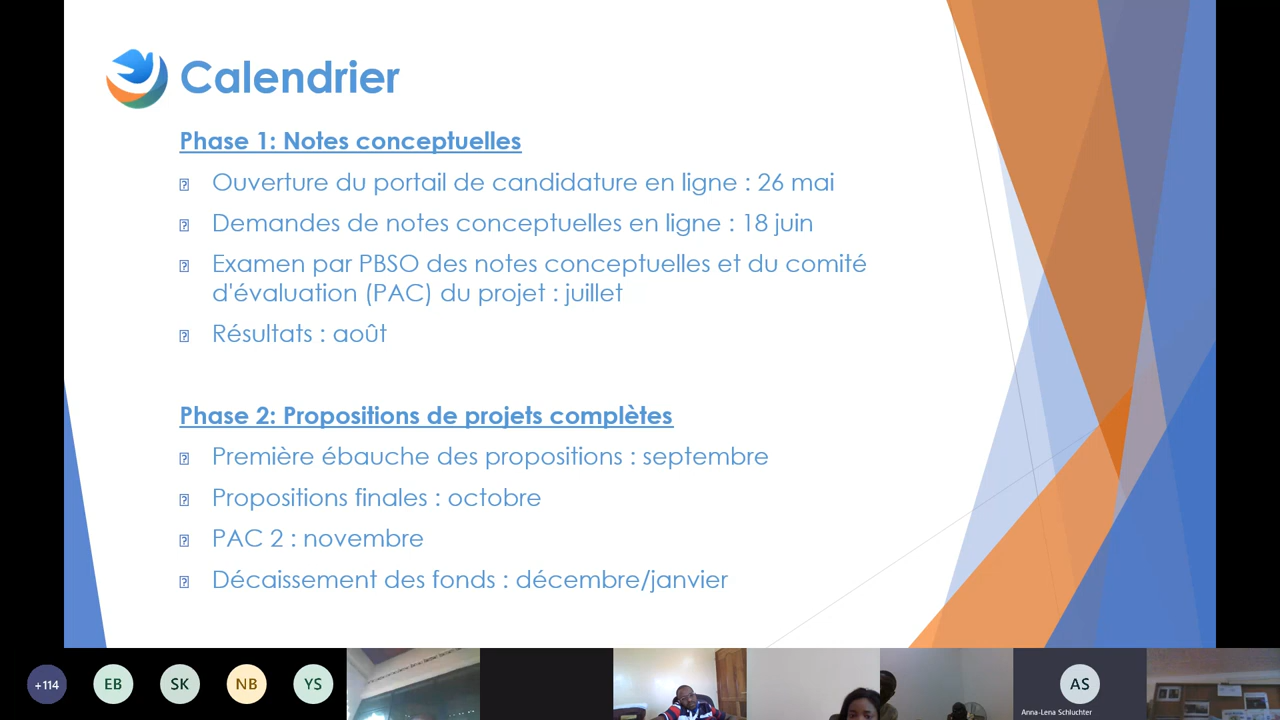 Calendrier
Phase 1: Notes conceptuelles
Ouverture du portail de candidature en ligne : 26 mai
Demandes de notes conceptuelles en ligne : 18 juin
Examen par PBSO des notes conceptuelles et du comité
d'évaluation (PAC) du projet : juillet
Résultats : août
Phase 2: Propositions de projets complètes
Première ébauche des propositions : septembre
Propositions finales : octobre
PAC 2 : novembre
Décaissement des fonds : décembre/janvier
+114
EB
SK
NB
YS
AS
Anna-Lena Schluchter